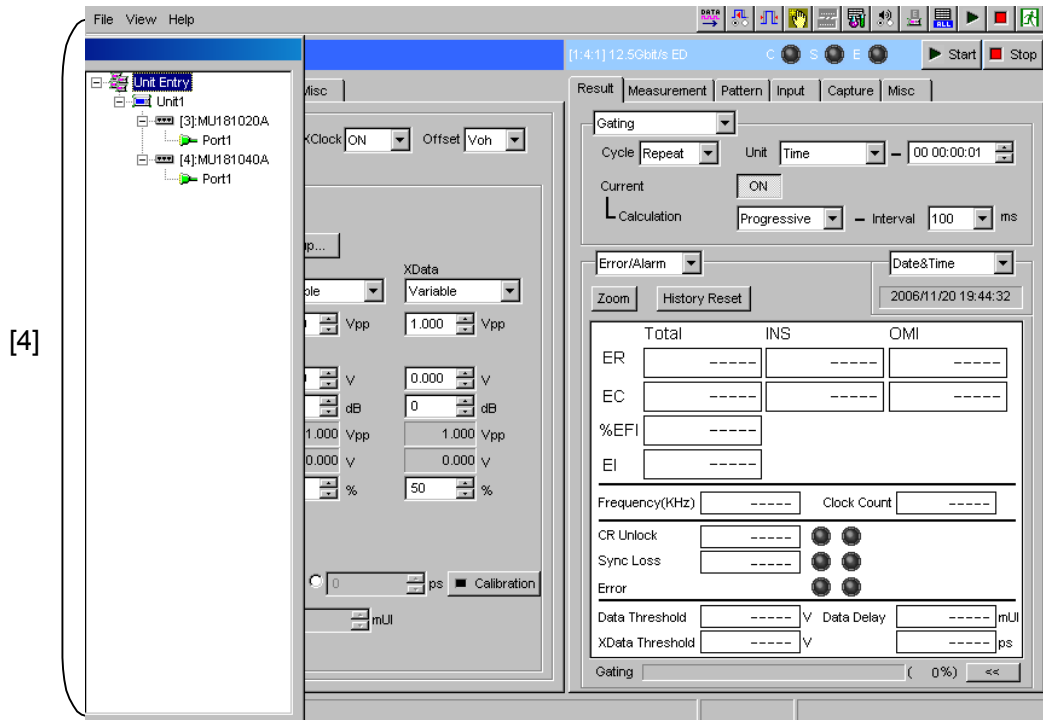 File View Help
DATA
ALL
[1:4:1] 12.5Gbit/s ED C S E Start Stop
Unit Entry
Unit1
[3]:MU181020A
Port1
[4]:MU181040A
Port1
[4]
Misc
XClock ON Offset Voh
XData
Variable
Vpp 1.000 Vpp
V 0.000 V
dB 0 dB
1.000 Vpp 1.000 Vpp
0.000 V 0.000 V
% 50 %
0 ps Calibration
mUI
Result Measurement Pattern Input Capture Misc
Gating
Cycle Repeat Unit Time – 00 00:00:01
Current ON
Calculation Progressive – Interval 100 ms
Error/Alarm Date&Time
Zoom History Reset 2006/11/20 19:44:32
Total INS OMI
ER ----- ----- -----
EC ----- ----- -----
%EFI -----
EI -----
Frequency(KHz) ----- Clock Count -----
CR Unlock -----
Sync Loss -----
Error
Data Threshold ----- V Data Delay ----- mUI
XData Threshold ----- V ----- ps
Gating ( 0%) <<